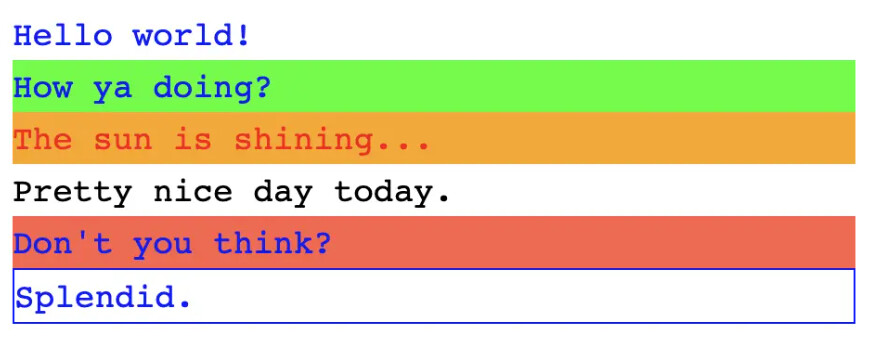 Hello world!
How ya doing?
The sun is shining...
Pretty nice day today.
Don't you think?
Splendid.